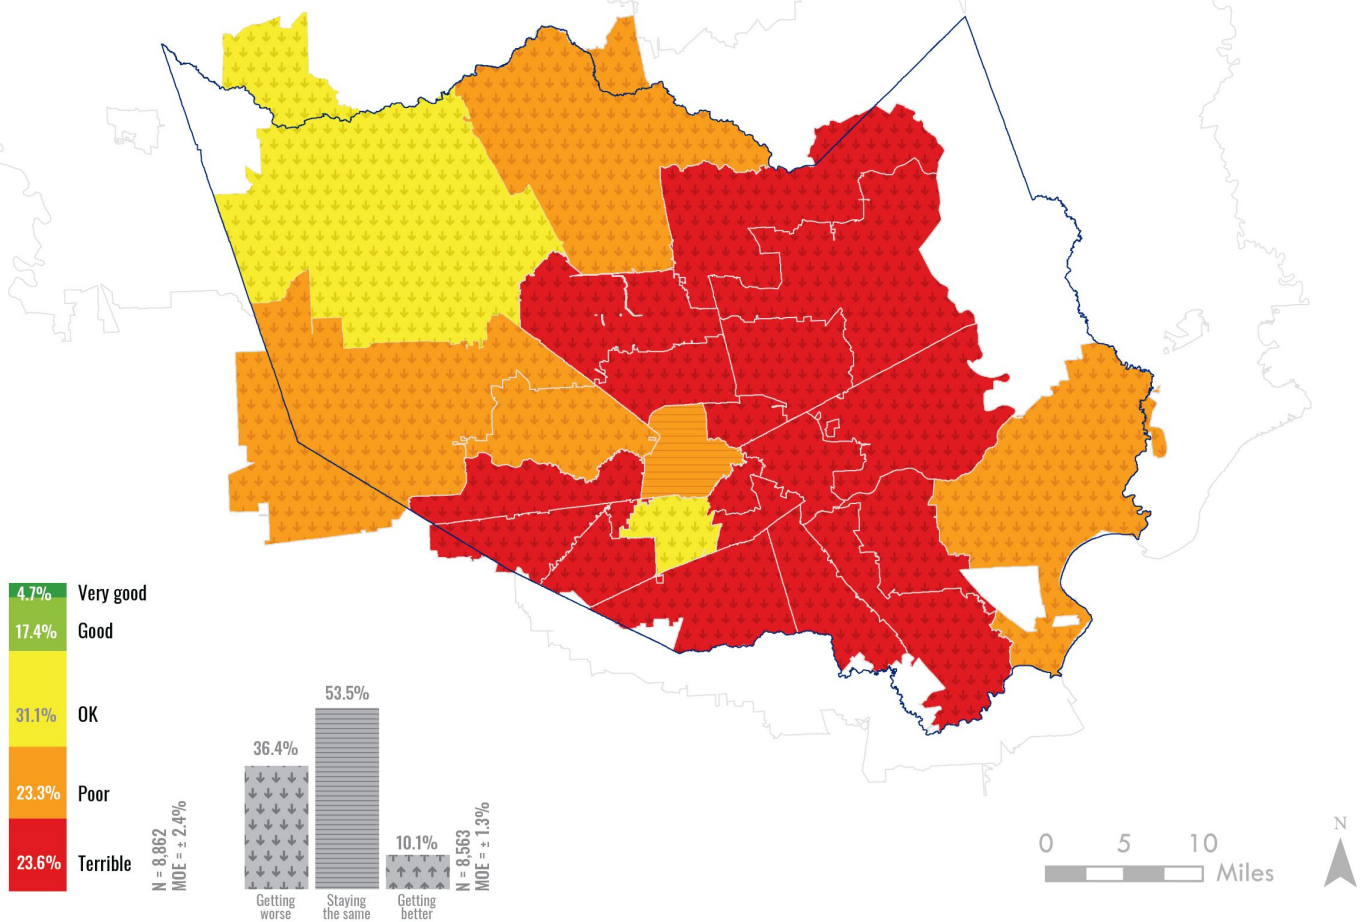 4.7% Very good
17.4% Good
31.1% OK
23.3% Poor
23.6% Terrible
N = 8,862
MOE = ± 2.4%
36.4%
53.5%
10.1%
Getting
worse
Staying
the same
Getting
better
N = 8,563
MOE = ± 1.3%
0 5 10
Miles
N